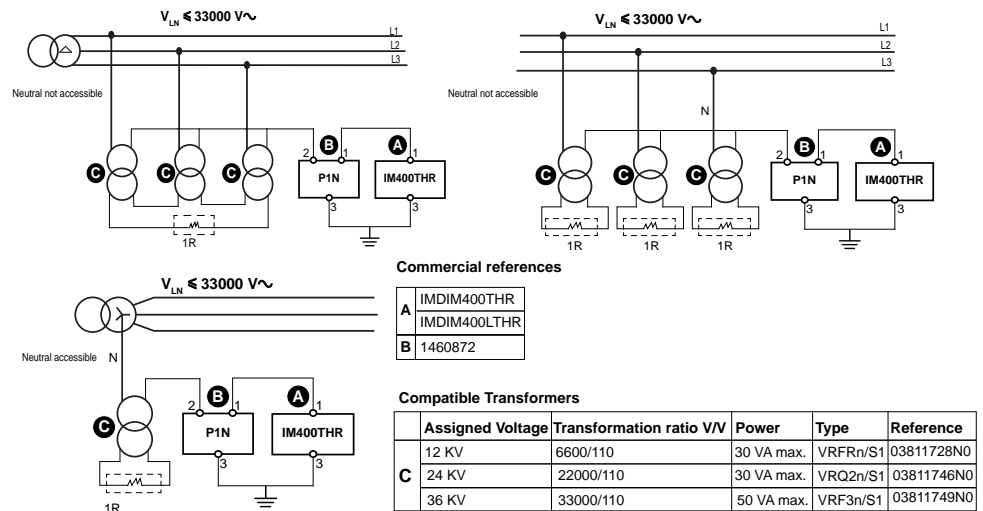 V_LN ⩽ 33000 V∿
L1
L2
L3
Neutral not accessible
C
C
C
2
B
1
A
1
P1N
IM400THR
3
3
1R
V_LN ⩽ 33000 V∿
L1
L2
L3
Neutral not accessible
N
C
C
C
2
B
1
A
1
P1N
IM400THR
3
3
1R
1R
1R
V_LN ⩽ 33000 V∿
Neutral accessible N
C
2
B
1
A
1
P1N
IM400THR
3
3
1R
Commercial references
A
IMDIM400THR
IMDIM400LTHR
B 1460872
Compatible Transformers
Assigned Voltage Transformation ratio V/V Power Type Reference
C
12 KV 6600/110 30 VA max. VRFRn/S1 03811728N0
24 KV 22000/110 30 VA max. VRQ2n/S1 03811746N0
36 KV 33000/110 50 VA max. VRF3n/S1 03811749N0